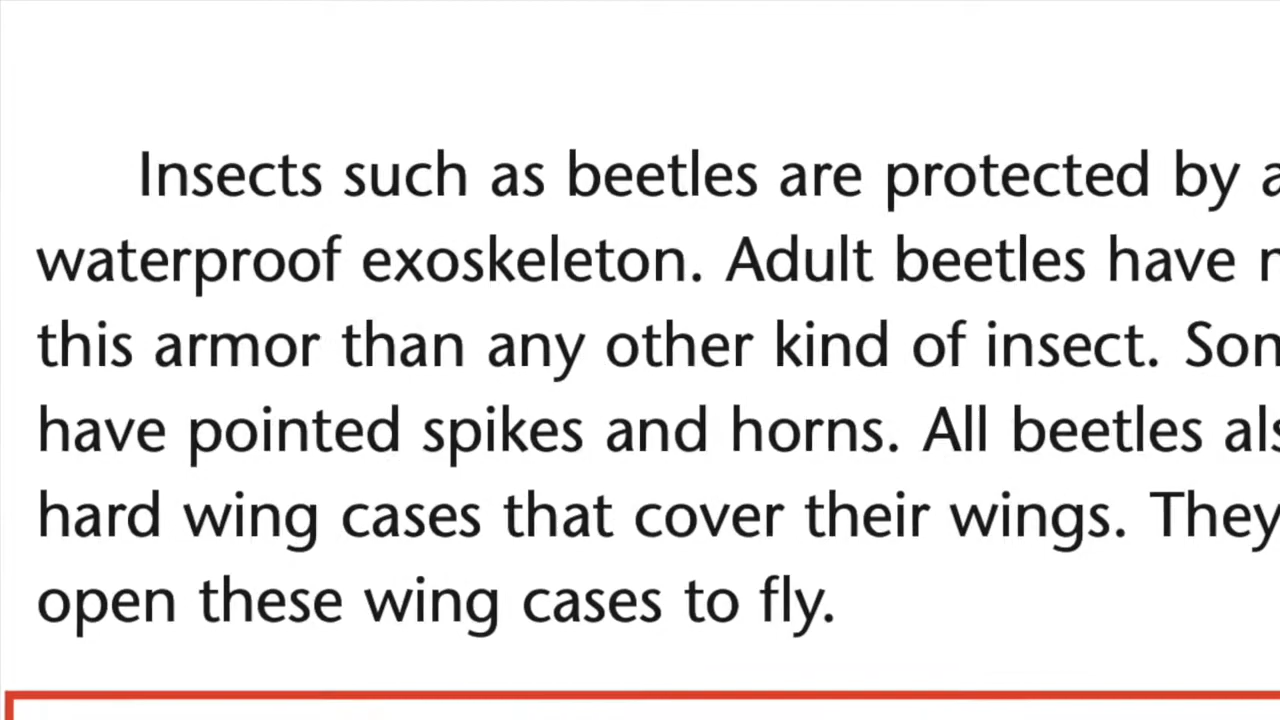 Insects such as beetles are protected by
waterproof exoskeleton. Adult beetles have
this armor than any other kind of insect.
have pointed spikes and horns. All beetles
hard wing cases that cover their wings. They
open these wing cases to fly.